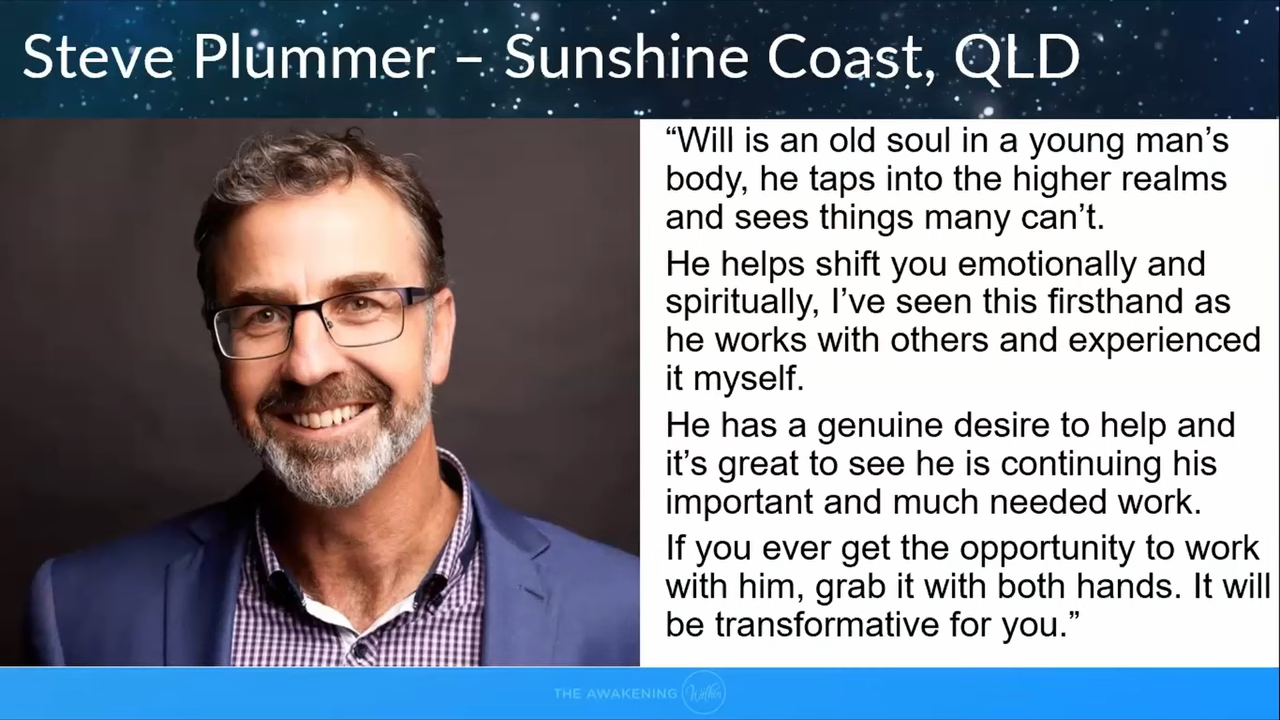 Steve Plummer – Sunshine Coast, QLD
“Will is an old soul in a young man’s
body, he taps into the higher realms
and sees things many can’t.
He helps shift you emotionally and
spiritually, I’ve seen this firsthand as
he works with others and experienced
it myself.
He has a genuine desire to help and
it’s great to see he is continuing his
important and much needed work.
If you ever get the opportunity to work
with him, grab it with both hands. It will
be transformative for you.”
THE AWAKENING Within